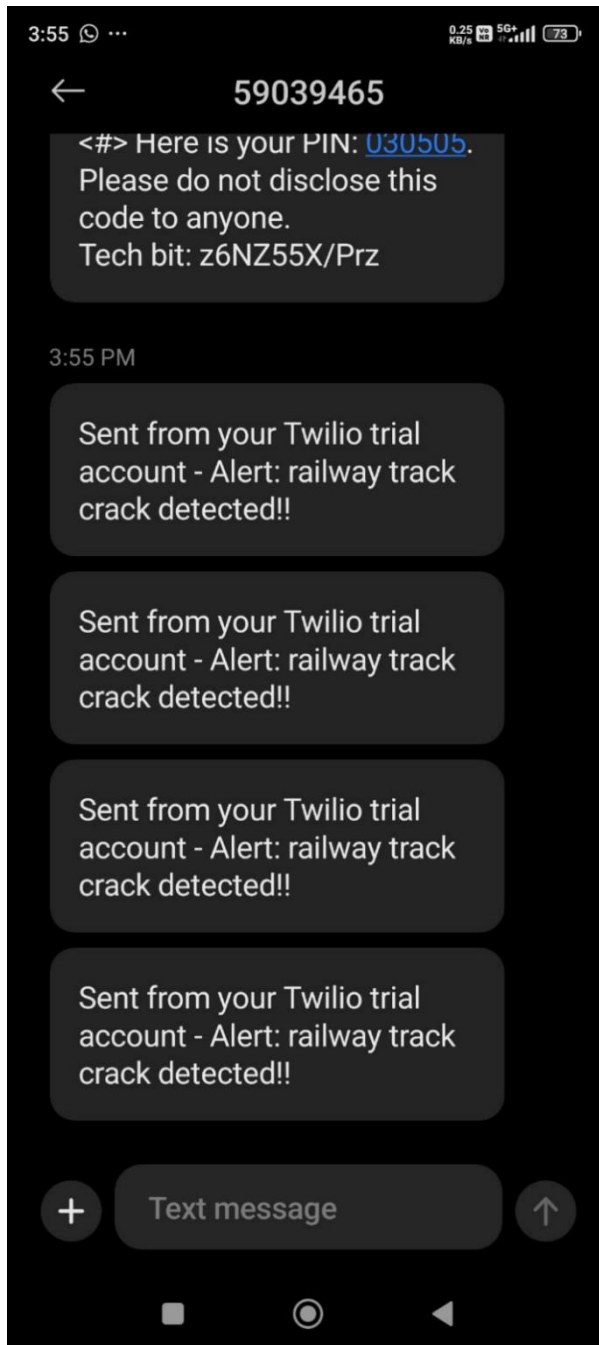 3:55 ...
0.25 KB/s Vo NR 5G+ 73
59039465
<#> Here is your PIN: 030505.
Please do not disclose this
code to anyone.
Tech bit: z6NZ55X/Prz
3:55 PM
Sent from your Twilio trial
account - Alert: railway track
crack detected!!
Sent from your Twilio trial
account - Alert: railway track
crack detected!!
Sent from your Twilio trial
account - Alert: railway track
crack detected!!
Sent from your Twilio trial
account - Alert: railway track
crack detected!!
Text message